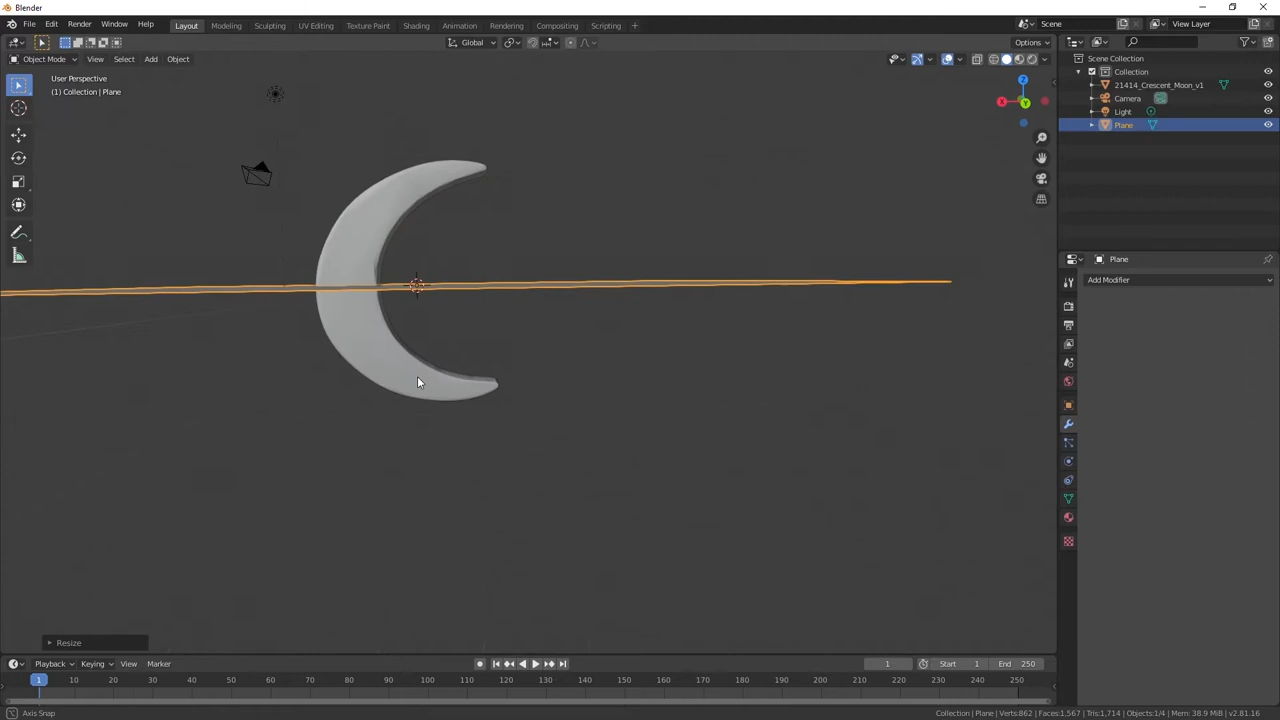 Blender
File Edit Render Window Help
Layout Modeling Sculpting UV Editing Texture Paint Shading Animation Rendering Compositing Scripting +
Scene
View Layer
Global
Options
Object Mode View Select Add Object
User Perspective
(1) Collection | Plane
X
Y
Z
Scene Collection
Collection
21414_Crescent_Moon_v1
Camera
Light
Plane
Plane
Add Modifier
Resize
Playback Keying View Marker
1
Start 1
End 250
1 10 20 30 40 50 60 70 80 90 100 110 120 130 140 150 160 170 180 190 200 210 220 230 240 250
Axis Snap
Collection | Plane | Verts:862 | Faces:1,567 | Tris:1,714 | Objects:1/4 | Mem: 38.9 MiB | v2.81.16